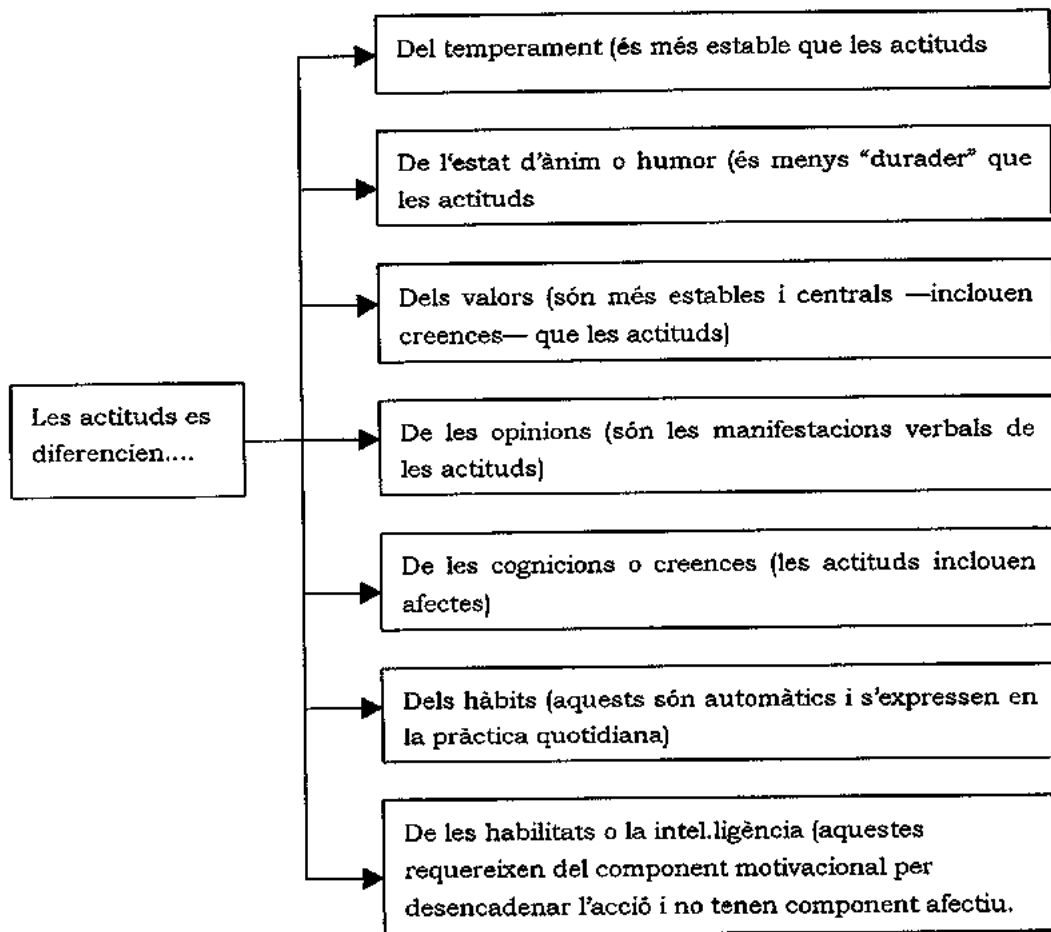 Del temperament (és més estable que les actituds
De l'estat d'ànim o humor (és menys "durader" que
les actituds
Dels valors (són més estables i centrals —inclouen
creences— que les actituds)
Les actituds es
diferencien....
De les opinions (són les manifestacions verbals de
les actituds)
De les cognicions o creences (les actituds inclouen
afectes)
Dels hàbits (aquests són automàtics i s'expressen en
la pràctica quotidiana)
De les habilitats o la intel.ligència (aquestes
requereixen del component motivacional per
desencadenar l'acció i no tenen component afectiu.